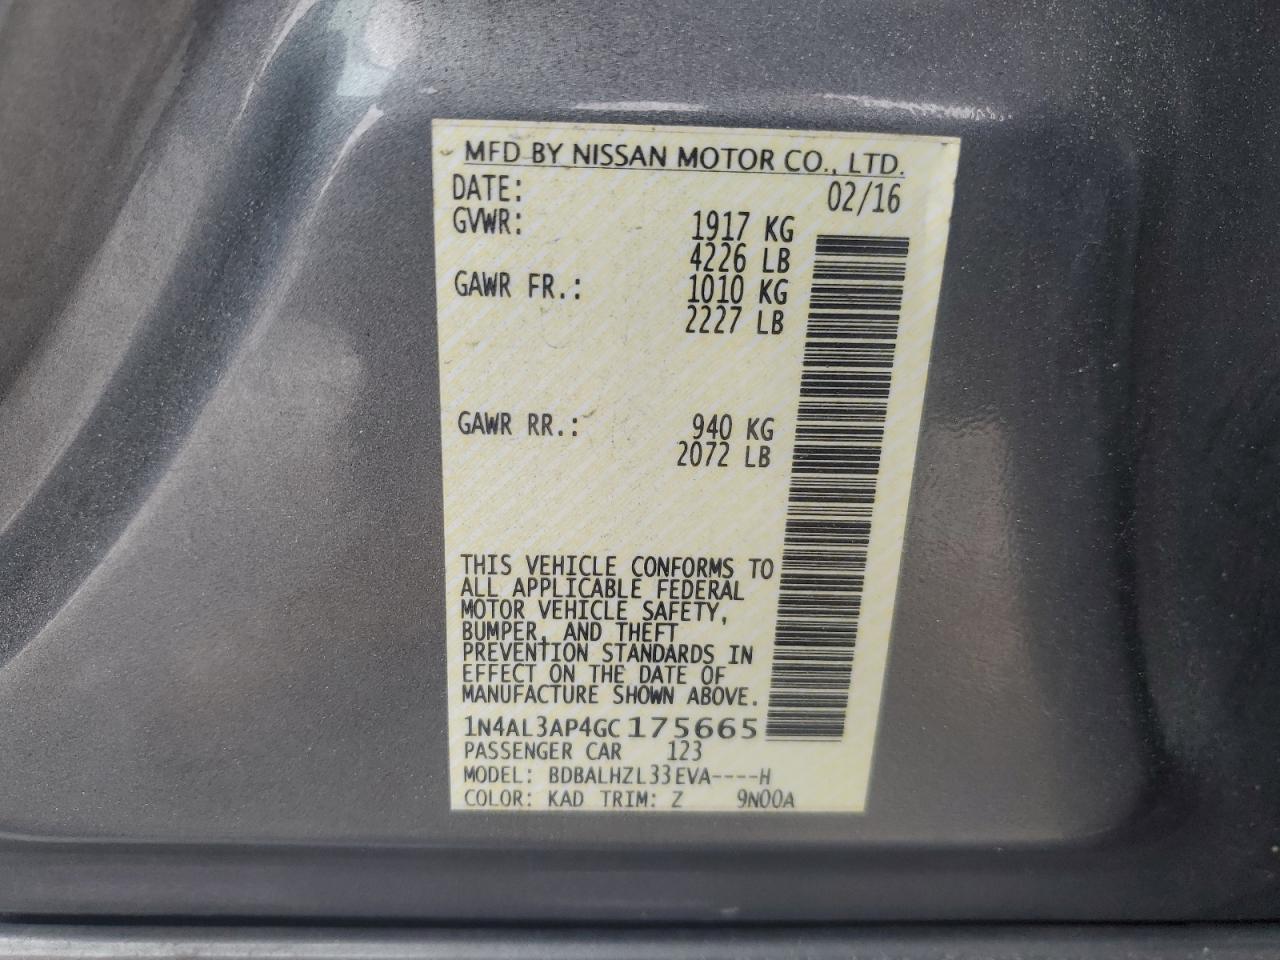 MFD BY NISSAN MOTOR CO., LTD.
DATE: 02/16
GVWR: 1917 KG
4226 LB
GAWR FR.: 1010 KG
2227 LB
GAWR RR.: 940 KG
2072 LB
THIS VEHICLE CONFORMS TO
ALL APPLICABLE FEDERAL
MOTOR VEHICLE SAFETY,
BUMPER, AND THEFT
PREVENTION STANDARDS IN
EFFECT ON THE DATE OF
MANUFACTURE SHOWN ABOVE.
1N4AL3AP4GC175665
PASSENGER CAR 123
MODEL: BDBALHZL33EVA----H
COLOR: KAD TRIM: Z 9N00A